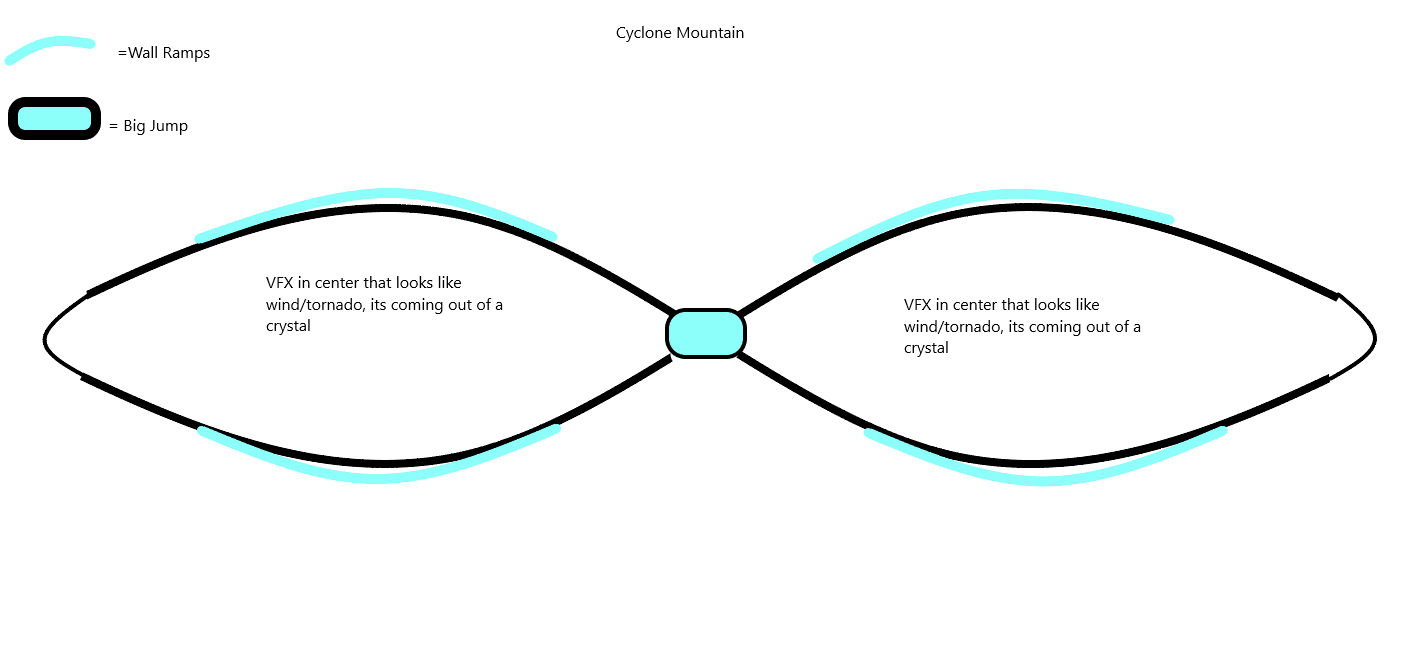 Cyclone Mountain
=Wall Ramps
= Big Jump
VFX in center that looks like
wind/tornado, its coming out of a
crystal
VFX in center that looks like
wind/tornado, its coming out of a
crystal